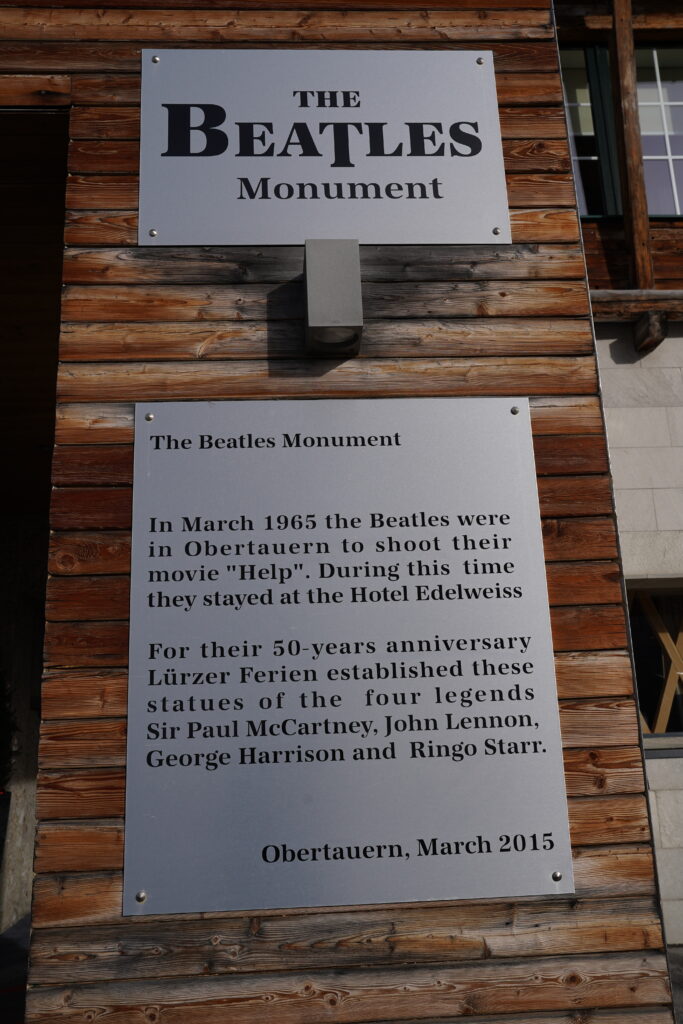 THE
BEATLES
Monument
The Beatles Monument
In March 1965 the Beatles were
in Obertauern to shoot their
movie "Help". During this time
they stayed at the Hotel Edelweiss
For their 50-years anniversary
Lürzer Ferien established these
statues of the four legends
Sir Paul McCartney, John Lennon,
George Harrison and Ringo Starr.
Obertauern, March 2015